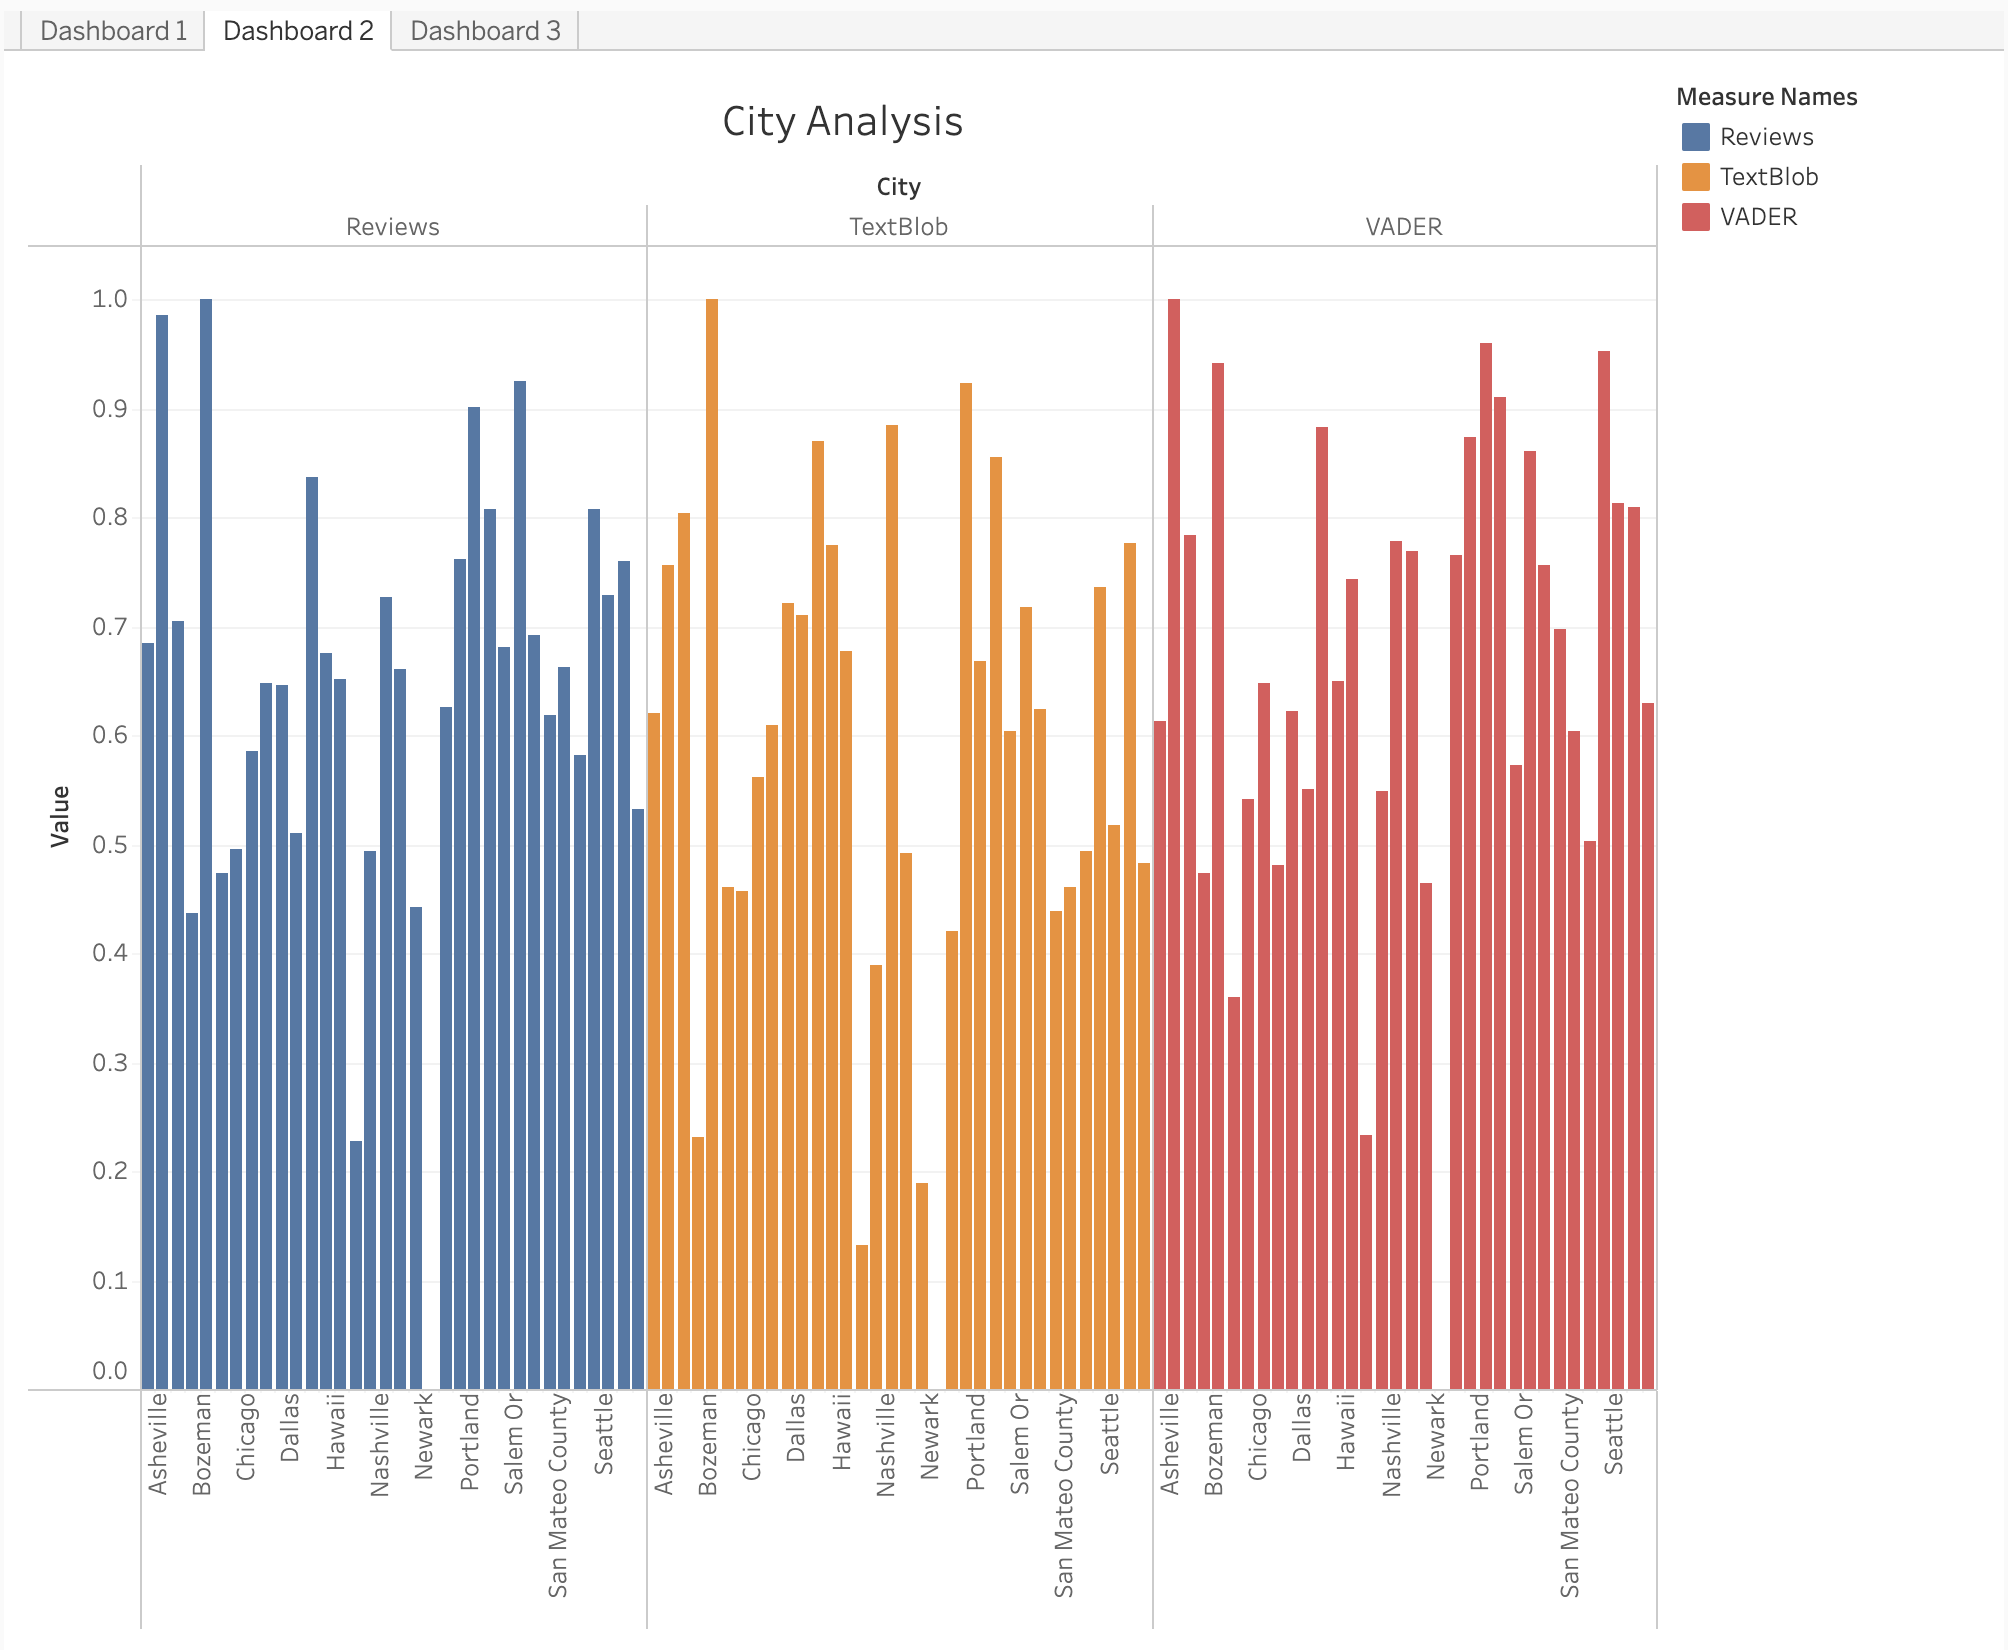 Dashboard 1
Dashboard 2
Dashboard 3
City Analysis
Measure Names
Reviews
TextBlob
VADER
City
Reviews
TextBlob
VADER
Value
1.0
0.9
0.8
0.7
0.6
0.5
0.4
0.3
0.2
0.1
0.0
Asheville
Bozeman
Chicago
Dallas
Hawaii
Nashville
Newark
Portland
Salem Or
San Mateo County
Seattle
Asheville
Bozeman
Chicago
Dallas
Hawaii
Nashville
Newark
Portland
Salem Or
San Mateo County
Seattle
Asheville
Bozeman
Chicago
Dallas
Hawaii
Nashville
Newark
Portland
Salem Or
San Mateo County
Seattle